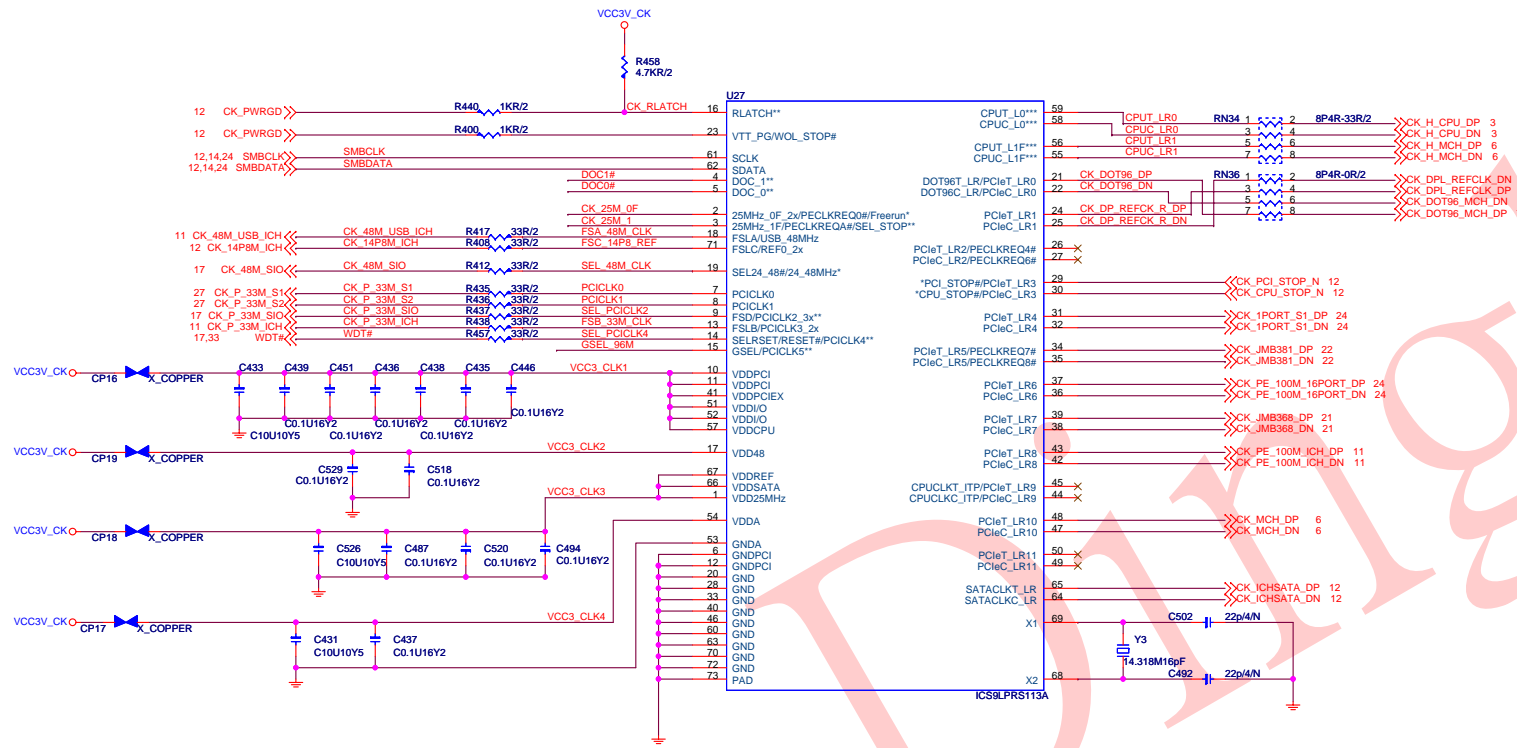 VCC3V_CK
R458
4.7KR/2
U27
12 CK_PWRGD R440 1KR/2 CK_RLATCH 16 RLATCH**
12 CK_PWRGD R400 1KR/2 23 VTT_PG/WOL_STOP#
12,14,24 SMBCLK 61 SCLK
12,14,24 SMBDATA 62 SDATA
DOC1# 4 DOC_1**
DOC0# 5 DOC_0**
CK_25M_0F 2 25MHz_0F_2x/PECLKREQ0#/Freerun*
CK_25M_1 3 25MHz_1F/PECLKREQA#/SEL_STOP**
11 CK_48M_USB_ICH CK_48M_USB_ICH R417 33R/2 FSA_48M_CLK 18 FSLA/USB_48MHz
12 CK_14P8M_ICH CK_14P8M_ICH R408 33R/2 FSC_14P8_REF 71 FSLC/REF0_2x
17 CK_48M_SIO CK_48M_SIO R412 33R/2 SEL_48M_CLK 19 SEL24_48#/24_48MHz*
27 CK_P_33M_S1 CK_P_33M_S1 R435 33R/2 PCICLK0 7 PCICLK0
27 CK_P_33M_S2 CK_P_33M_S2 R436 33R/2 PCICLK1 8 PCICLK1
17 CK_P_33M_SIO CK_P_33M_SIO R437 33R/2 SEL_PCICLK2 9 FSD/PCICLK2_3x**
11 CK_P_33M_ICH CK_P_33M_ICH R438 33R/2 FSB_33M_CLK 13 FSLB/PCICLK3_2x
17,33 WDT# WDT# R457 33R/2 SEL_PCICLK4 14 SELRSET/RESET#/PCICLK4**
GSEL_96M 15 GSEL/PCICLK5**
VCC3V_CK CP16 X_COPPER C433 C439 C451 C436 C438 C435 C446 VCC3_CLK1 10 VDDPCI
11 VDDPCI
41 VDDPCIEX
51 VDDI/O
52 VDDI/O
57 VDDCPU
C0.1U16Y2
C0.1U16Y2 C0.1U16Y2 C0.1U16Y2
C10U10Y5 C0.1U16Y2 C0.1U16Y2
VCC3V_CK CP19 X_COPPER VCC3_CLK2 17 VDD48
C529
C0.1U16Y2
C518
C0.1U16Y2
67 VDDREF
66 VDDSATA
VCC3_CLK3 1 VDD25MHz
VCC3V_CK CP18 X_COPPER
C526
C10U10Y5
C487
C0.1U16Y2
C520
C0.1U16Y2
C494
C0.1U16Y2
54 VDDA
53 GNDA
6 GNDPCI
12 GNDPCI
20 GND
28 GND
33 GND
40 GND
46 GND
60 GND
63 GND
70 GND
72 GND
73 PAD
VCC3V_CK CP17 X_COPPER VCC3_CLK4
C431
C10U10Y5
C437
C0.1U16Y2
CPUT_L0*** 59 CPUT_LR0 RN34 1 2 8P4R-33R/2 CK_H_CPU_DP 3
CPUC_L0*** 58 CPUC_LR0 3 4 CK_H_CPU_DN 3
CPUT_L1F*** 56 CPUT_LR1 5 6 CK_H_MCH_DP 6
CPUC_L1F*** 55 CPUC_LR1 7 8 CK_H_MCH_DN 6
DOT96T_LR/PCIeT_LR0 21 CK_DOT96_DP RN36 1 2 8P4R-0R/2 CK_DPL_REFCLK_DN
DOT96C_LR/PCIeC_LR0 22 CK_DOT96_DN 3 4 CK_DPL_REFCLK_DP
PCIeT_LR1 24 CK_DP_REFCK_R_DP 5 6 CK_DOT96_MCH_DN
PCIeC_LR1 25 CK_DP_REFCK_R_DN 7 8 CK_DOT96_MCH_DP
PCIeT_LR2/PECLKREQ4# 26
PCIeC_LR2/PECLKREQ6# 27
*PCI_STOP#/PCIeT_LR3 29 CK_PCI_STOP_N 12
*CPU_STOP#/PCIeC_LR3 30 CK_CPU_STOP_N 12
PCIeT_LR4 31 CK_1PORT_S1_DP 24
PCIeC_LR4 32 CK_1PORT_S1_DN 24
PCIeT_LR5/PECLKREQ7# 34 CK_JMB381_DP 22
PCIeC_LR5/PECLKREQ8# 35 CK_JMB381_DN 22
PCIeT_LR6 37 CK_PE_100M_16PORT_DP 24
PCIeC_LR6 36 CK_PE_100M_16PORT_DN 24
PCIeT_LR7 39 CK_JMB368_DP 21
PCIeC_LR7 38 CK_JMB368_DN 21
PCIeT_LR8 43 CK_PE_100M_ICH_DP 11
PCIeC_LR8 42 CK_PE_100M_ICH_DN 11
CPUCLKT_ITP/PCIeT_LR9 45
CPUCLKC_ITP/PCIeC_LR9 44
PCIeT_LR10 48 CK_MCH_DP 6
PCIeC_LR10 47 CK_MCH_DN 6
PCIeT_LR11 50
PCIeC_LR11 49
SATACLKT_LR 65 CK_ICHSATA_DP 12
SATACLKC_LR 64 CK_ICHSATA_DN 12
X1 69 C502 22p/4/N
Y3
14.318M16pF
X2 68 C492 22p/4/N
ICS9LPRS113A